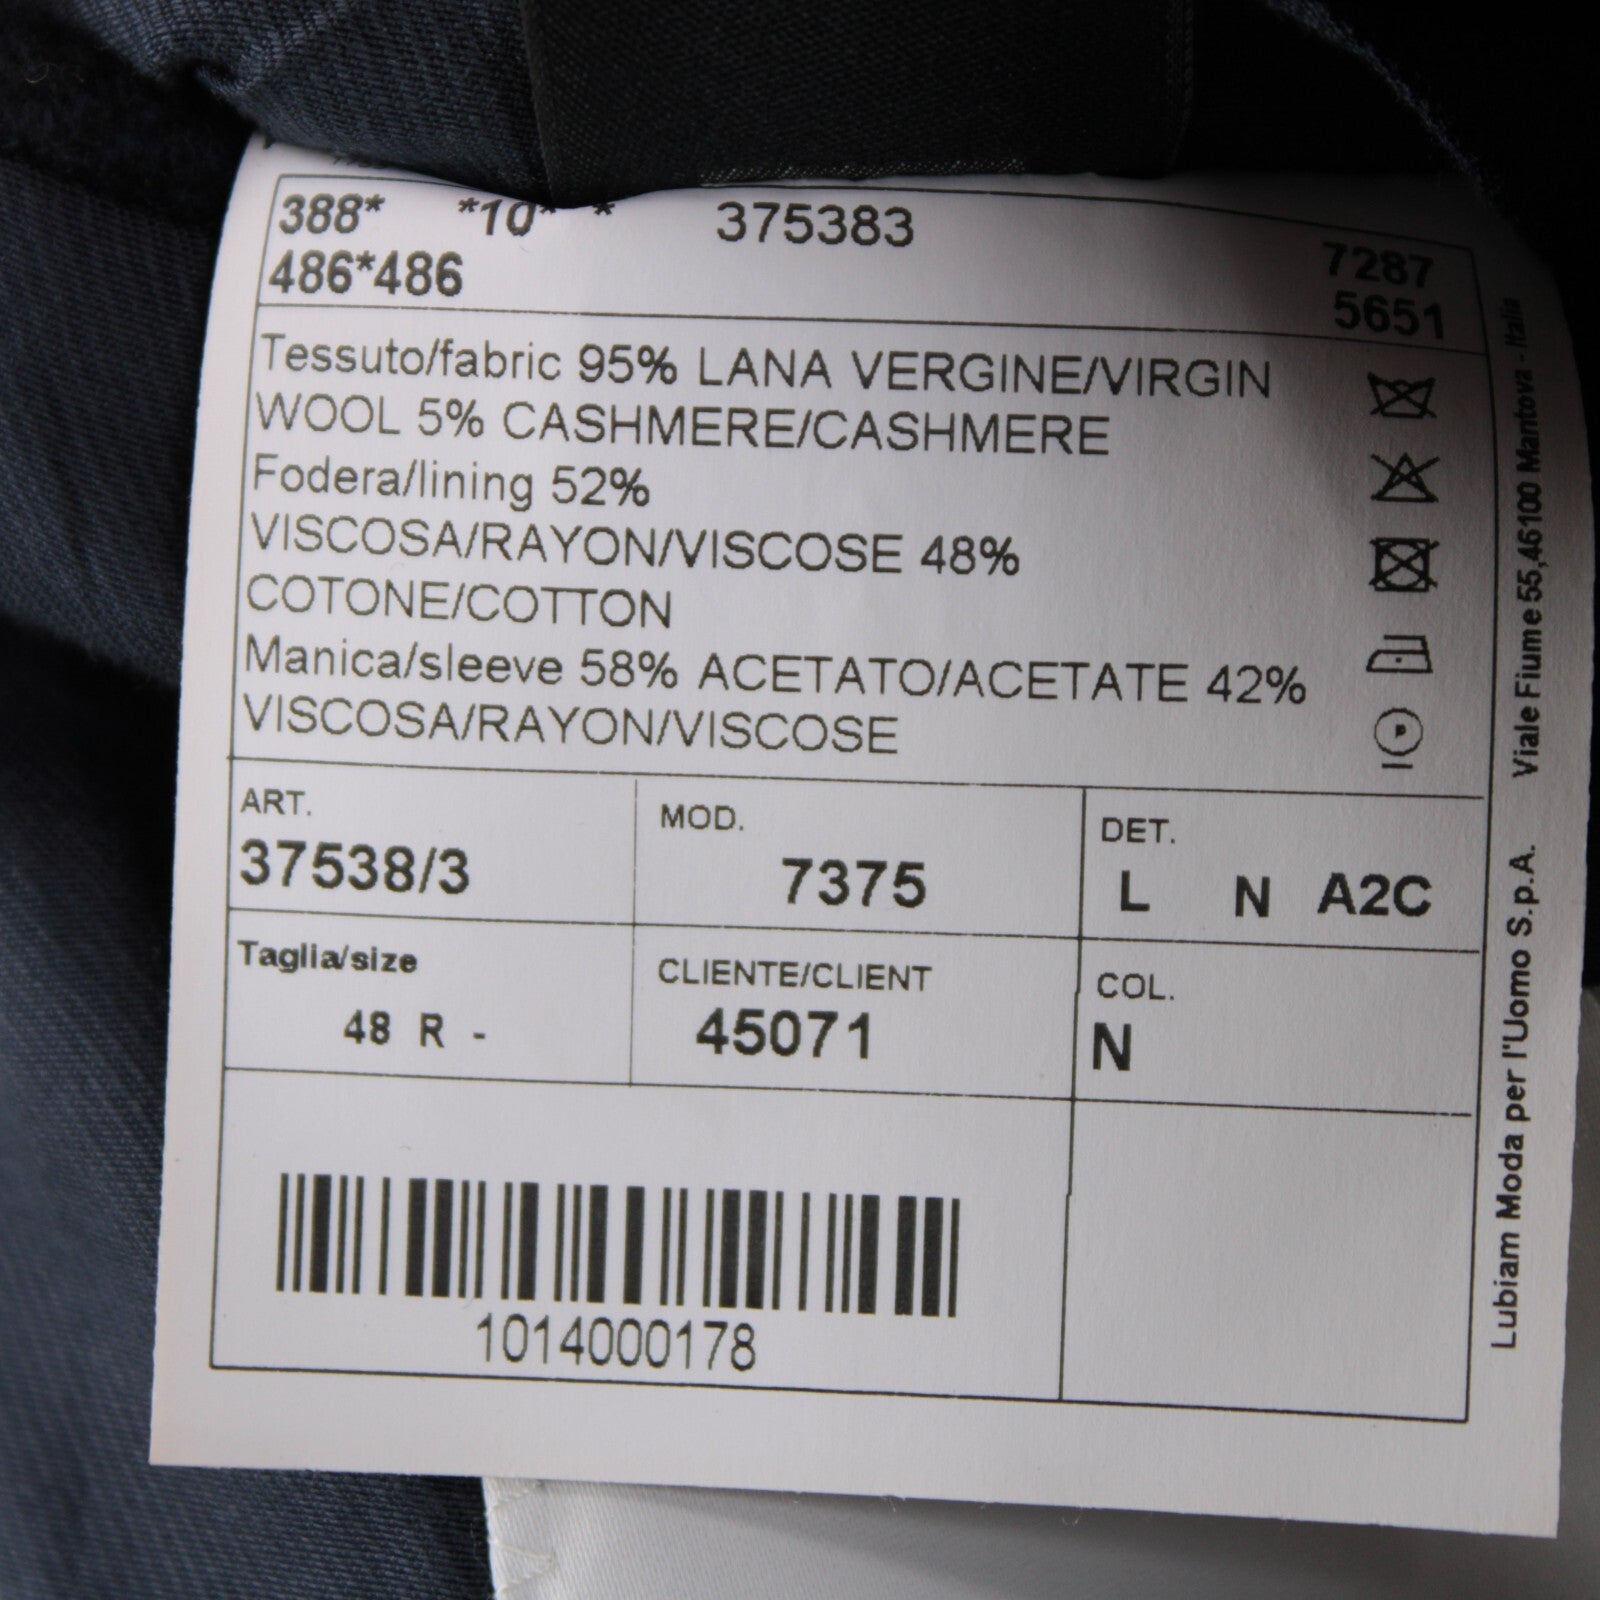 388* *10* * 375383
486*486
7287
5651
Tessuto/fabric 95% LANA VERGINE/VIRGIN
WOOL 5% CASHMERE/CASHMERE
Fodera/lining 52%
VISCOSA/RAYON/VISCOSE 48%
COTONE/COTTON
Manica/sleeve 58% ACETATO/ACETATE 42%
VISCOSA/RAYON/VISCOSE
P
ART.
37538/3
MOD.
7375
DET.
L N A2C
Taglia/size
48 R -
CLIENTE/CLIENT
45071
COL.
N
1014000178
Lubiam Moda per l'Uomo S.p.A. Viale Fiume 55,46100 Mantova - Italia